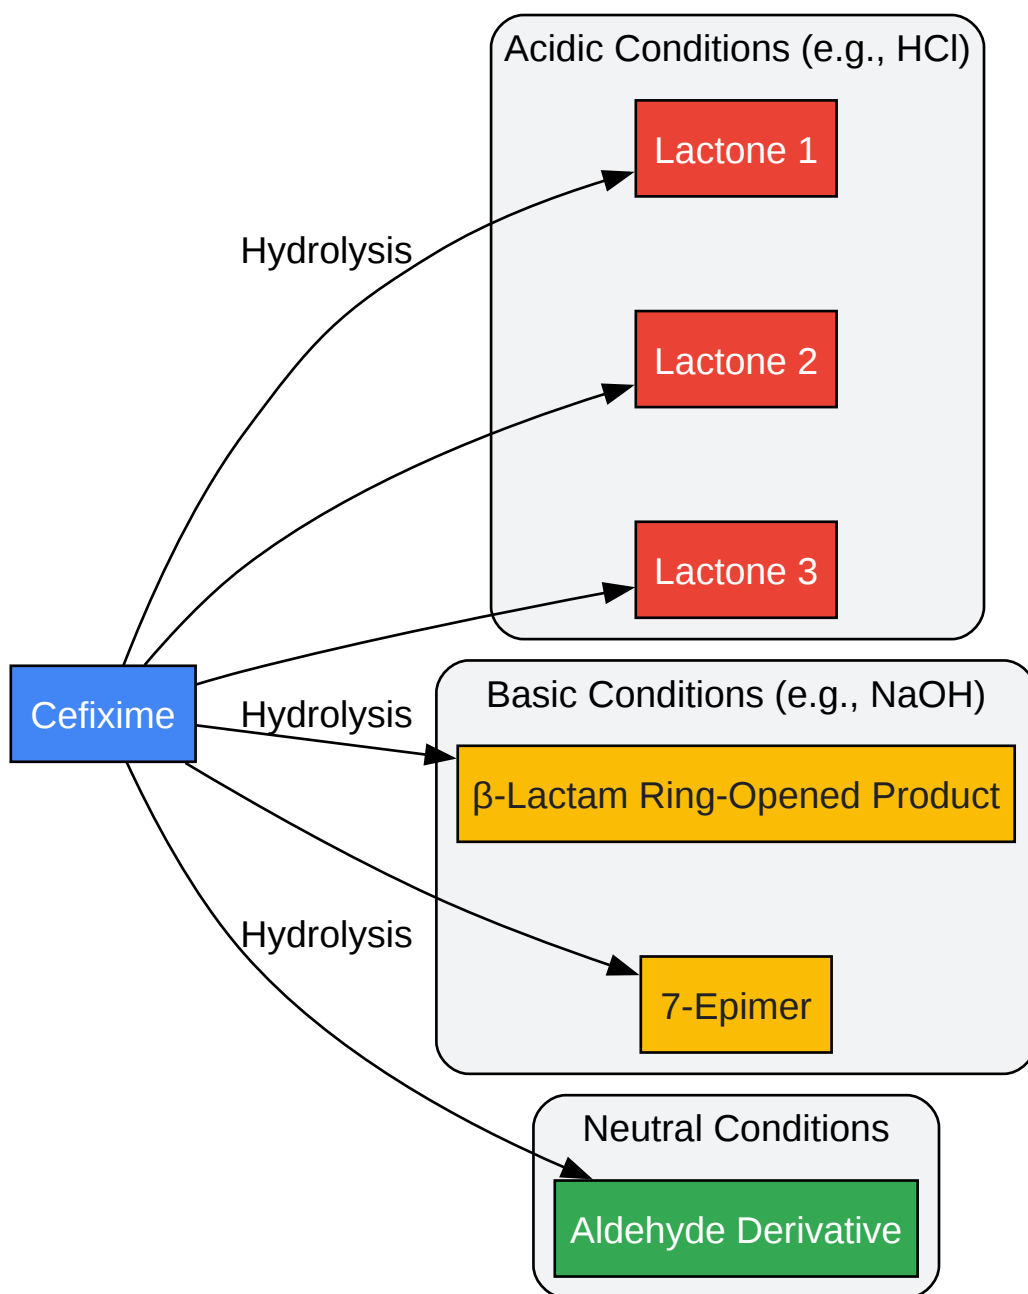 Acidic Conditions (e.g., HCl)
Lactone 1
Hydrolysis
Lactone 2
Lactone 3
Cefixime
Hydrolysis
Basic Conditions (e.g., NaOH)
β-Lactam Ring-Opened Product
Hydrolysis
7-Epimer
Neutral Conditions
Aldehyde Derivative